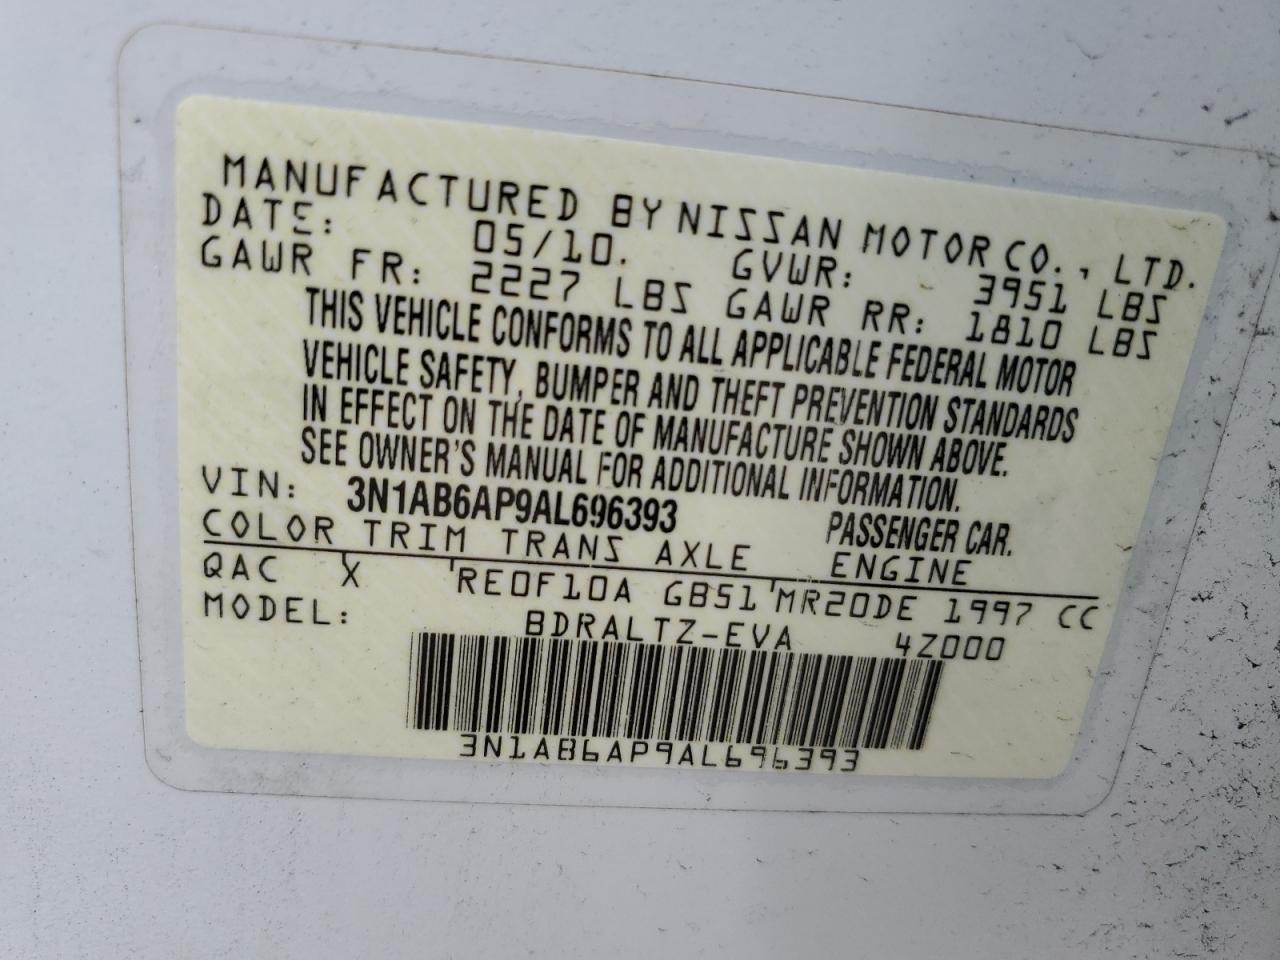 MANUFACTURED BY NISSAN MOTOR CO., LTD.
DATE: 05/10. GVWR: 3951 LBS
GAWR FR: 2227 LBS GAWR RR: 1810 LBS
THIS VEHICLE CONFORMS TO ALL APPLICABLE FEDERAL MOTOR
VEHICLE SAFETY, BUMPER AND THEFT PREVENTION STANDARDS
IN EFFECT ON THE DATE OF MANUFACTURE SHOWN ABOVE.
SEE OWNER'S MANUAL FOR ADDITIONAL INFORMATION.
VIN: 3N1AB6AP9AL696393 PASSENGER CAR.
COLOR TRIM TRANS AXLE ENGINE
QAC X RE0F10A GB51 MR20DE 1997 CC
MODEL: BDRALTZ-EVA 4Z000
3N1AB6AP9AL696393